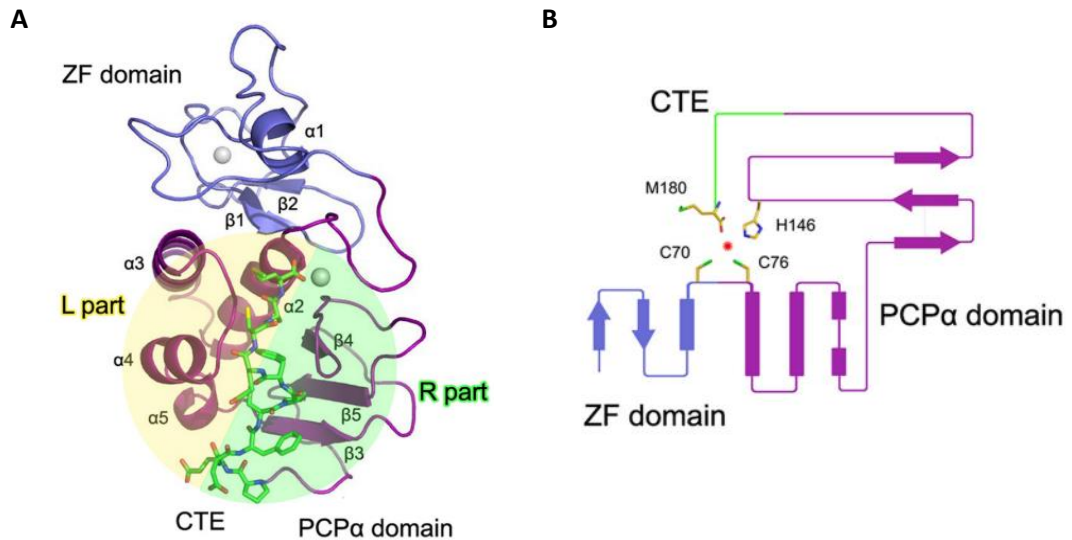 A
ZF domain
α1
β2
β1
α3
L part
α2
α4
β4
R part
α5
β5
β3
CTE
PCPα domain
B
CTE
M180
H146
C70
C76
PCPα domain
ZF domain